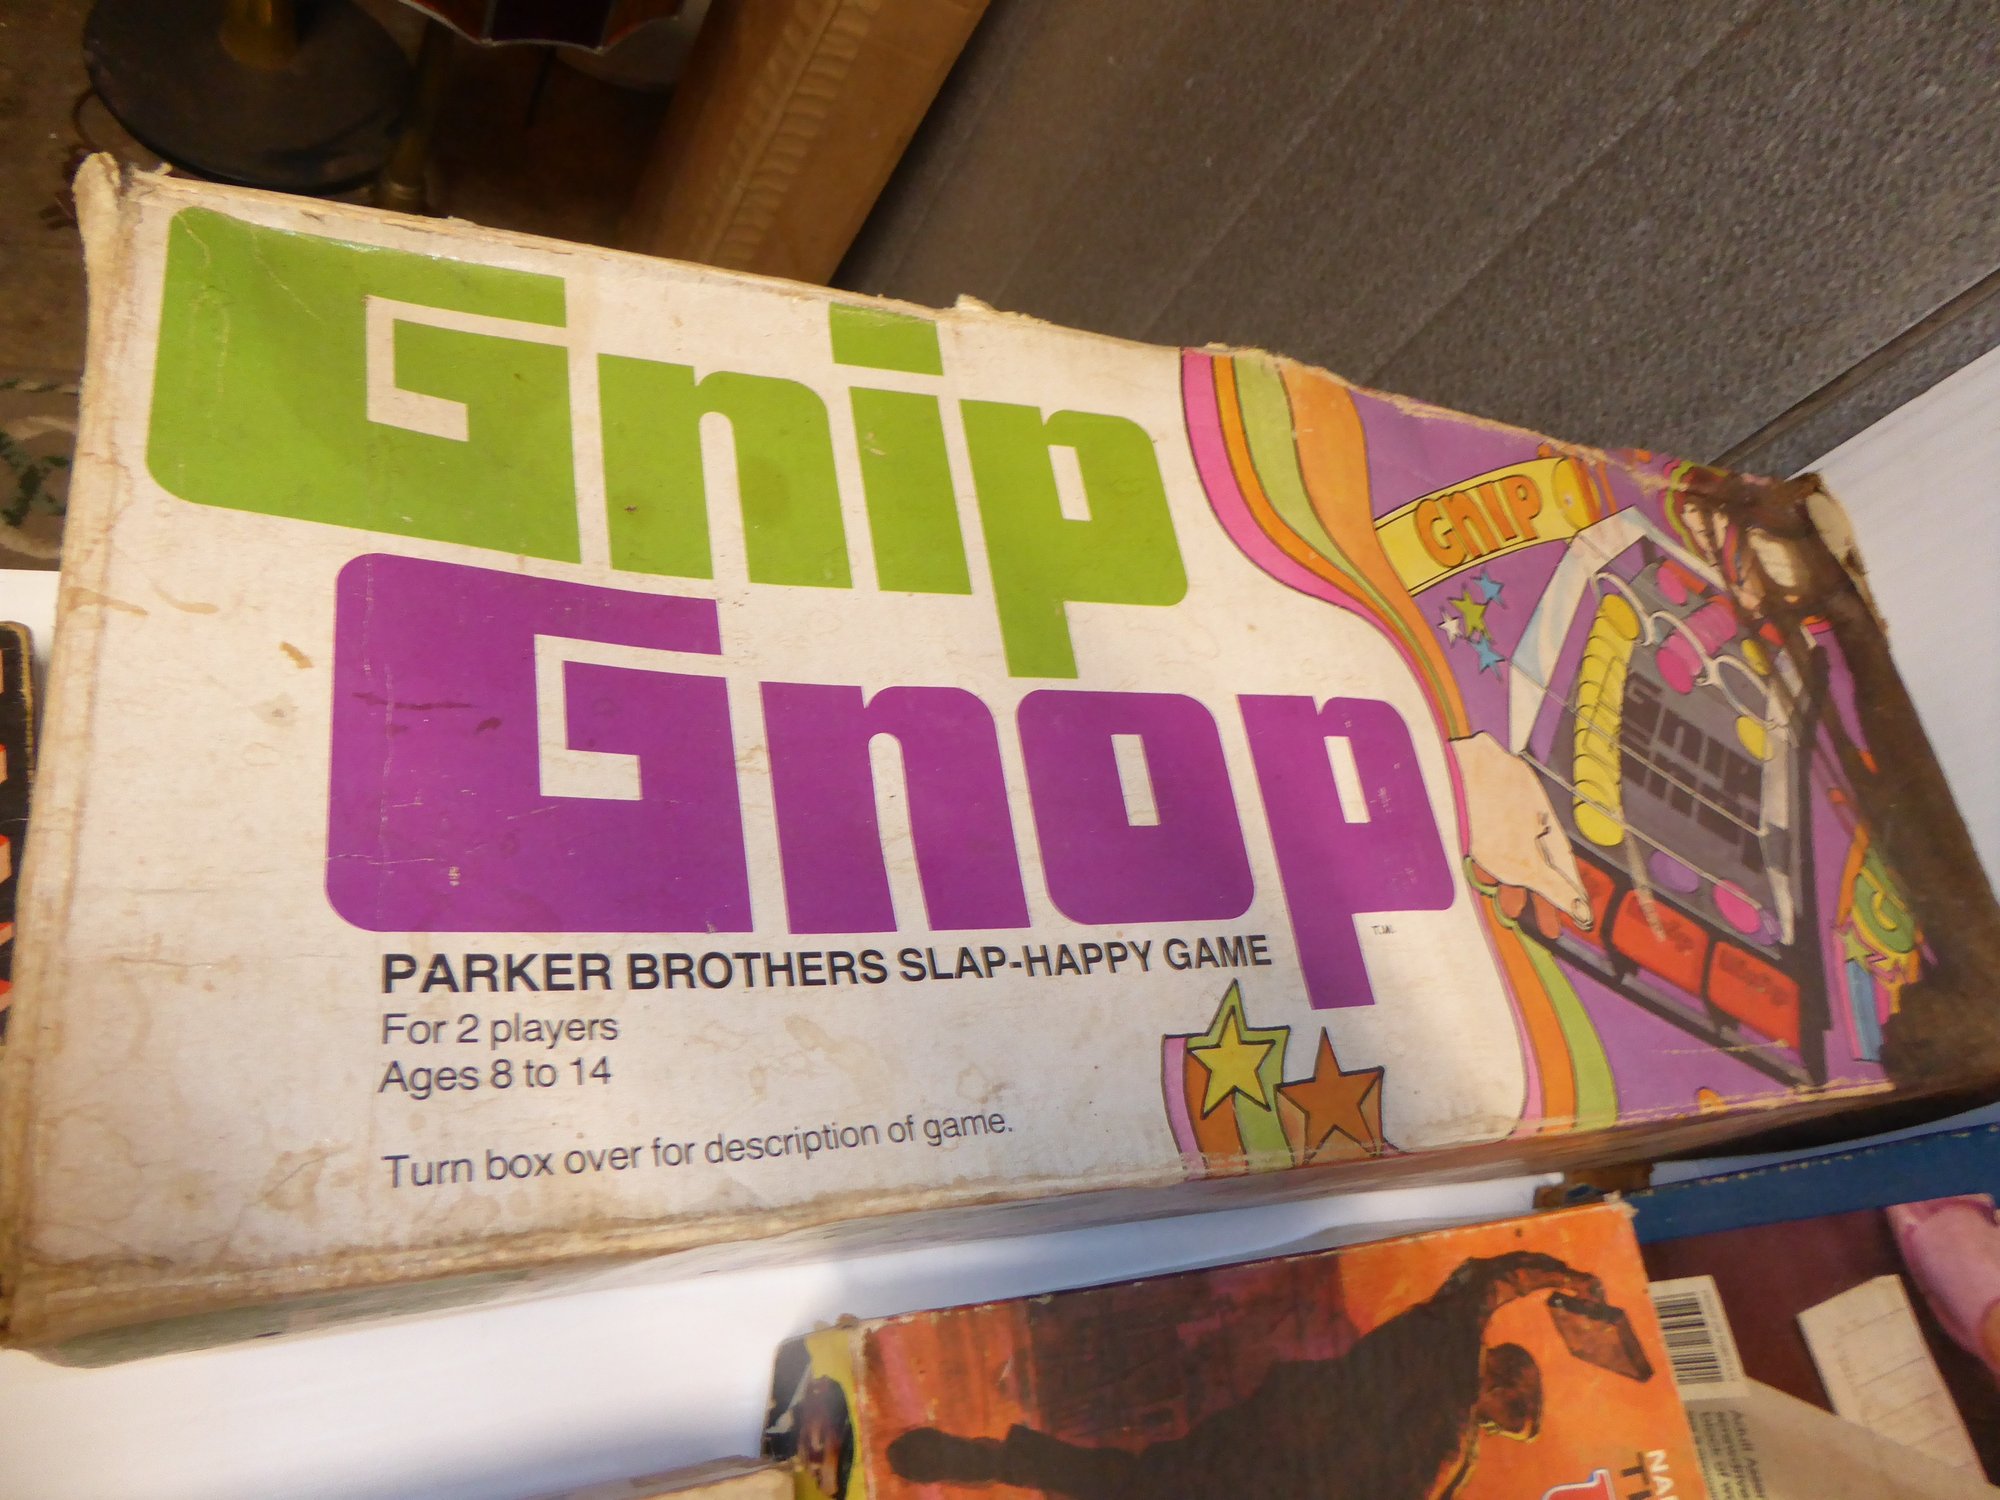 Gnip
Gnop
T.M.
PARKER BROTHERS SLAP-HAPPY GAME
For 2 players
Ages 8 to 14
Turn box over for description of game.
GNIP
Gnip